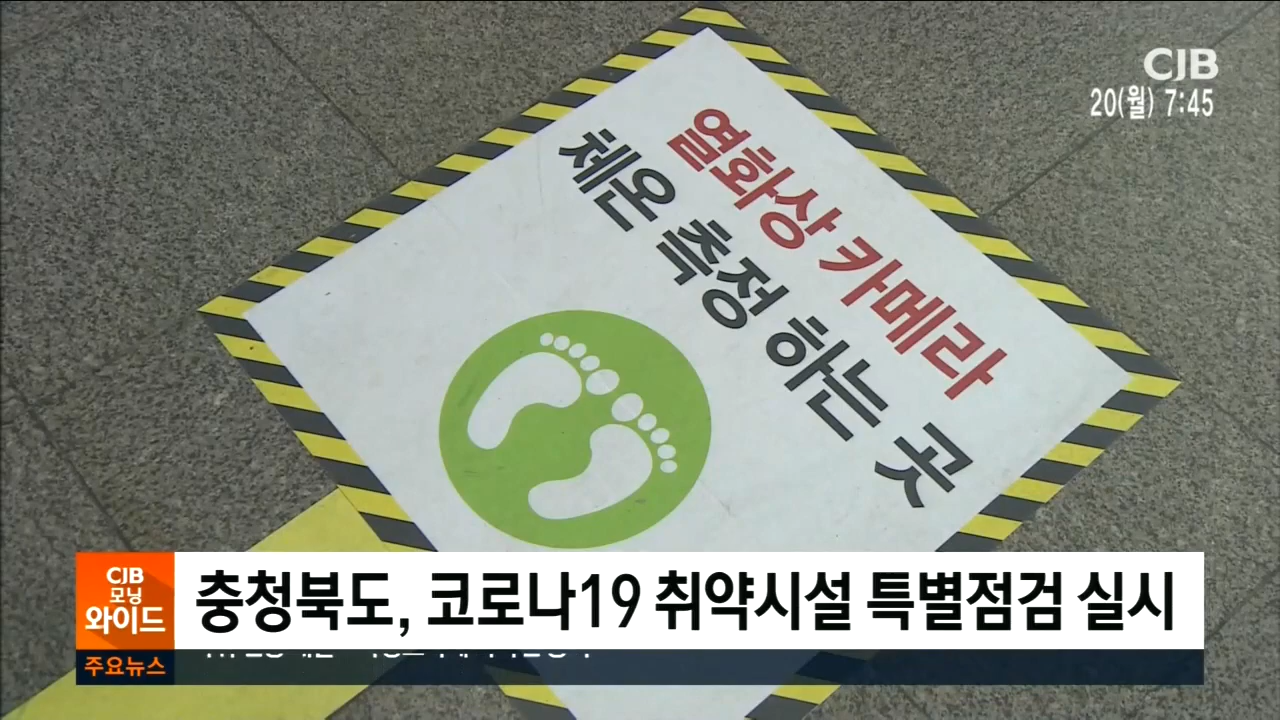 CJB
20(월) 7:45
열화상 카메라
체온 측정 하는 곳
CJB
모닝
와이드
충청북도, 코로나19 취약시설 특별점검 실시
주요뉴스